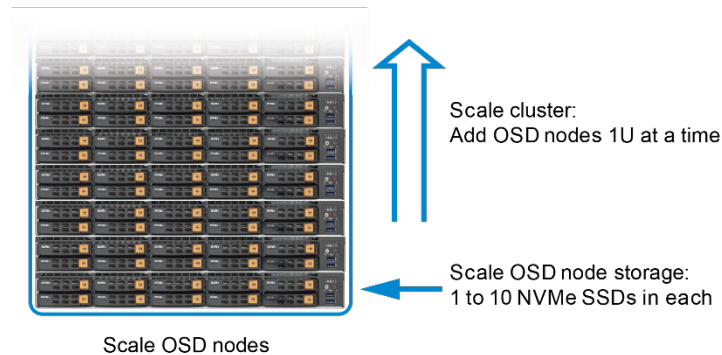 Scale cluster:
Add OSD nodes 1U at a time
Scale OSD node storage:
1 to 10 NVMe SSDs in each
Scale OSD nodes